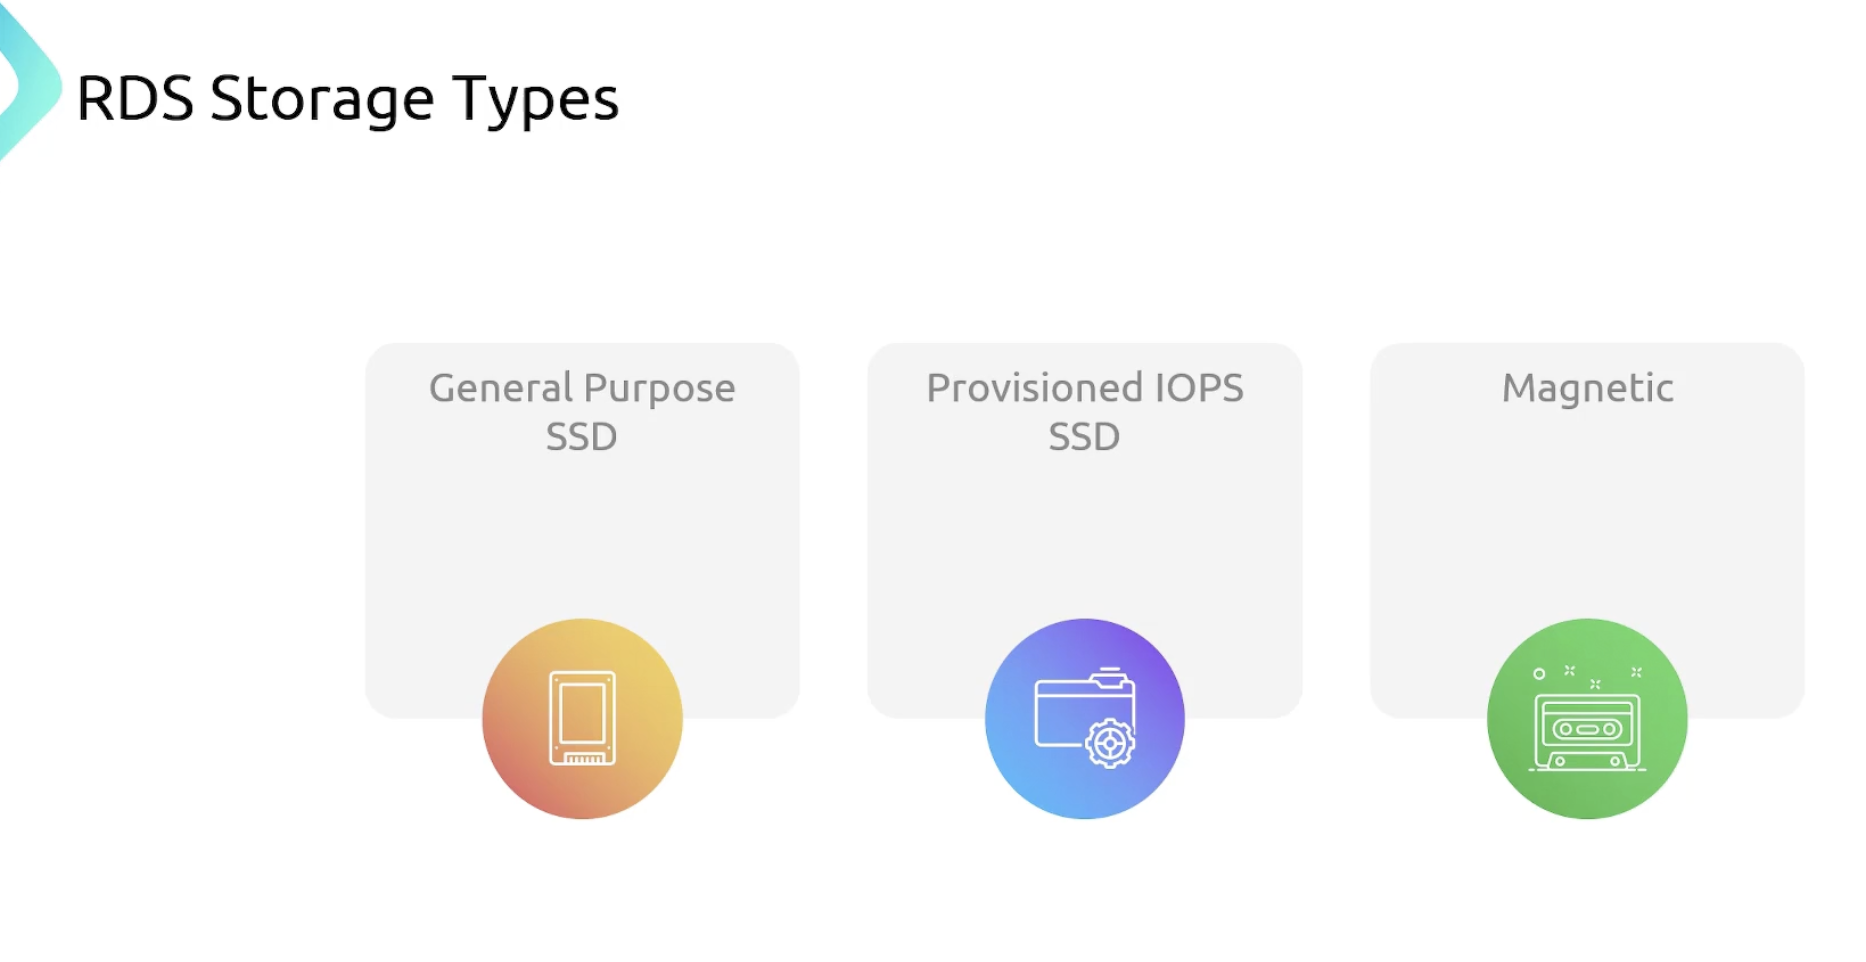 RDS Storage Types
General Purpose
SSD
Provisioned IOPS
SSD
Magnetic